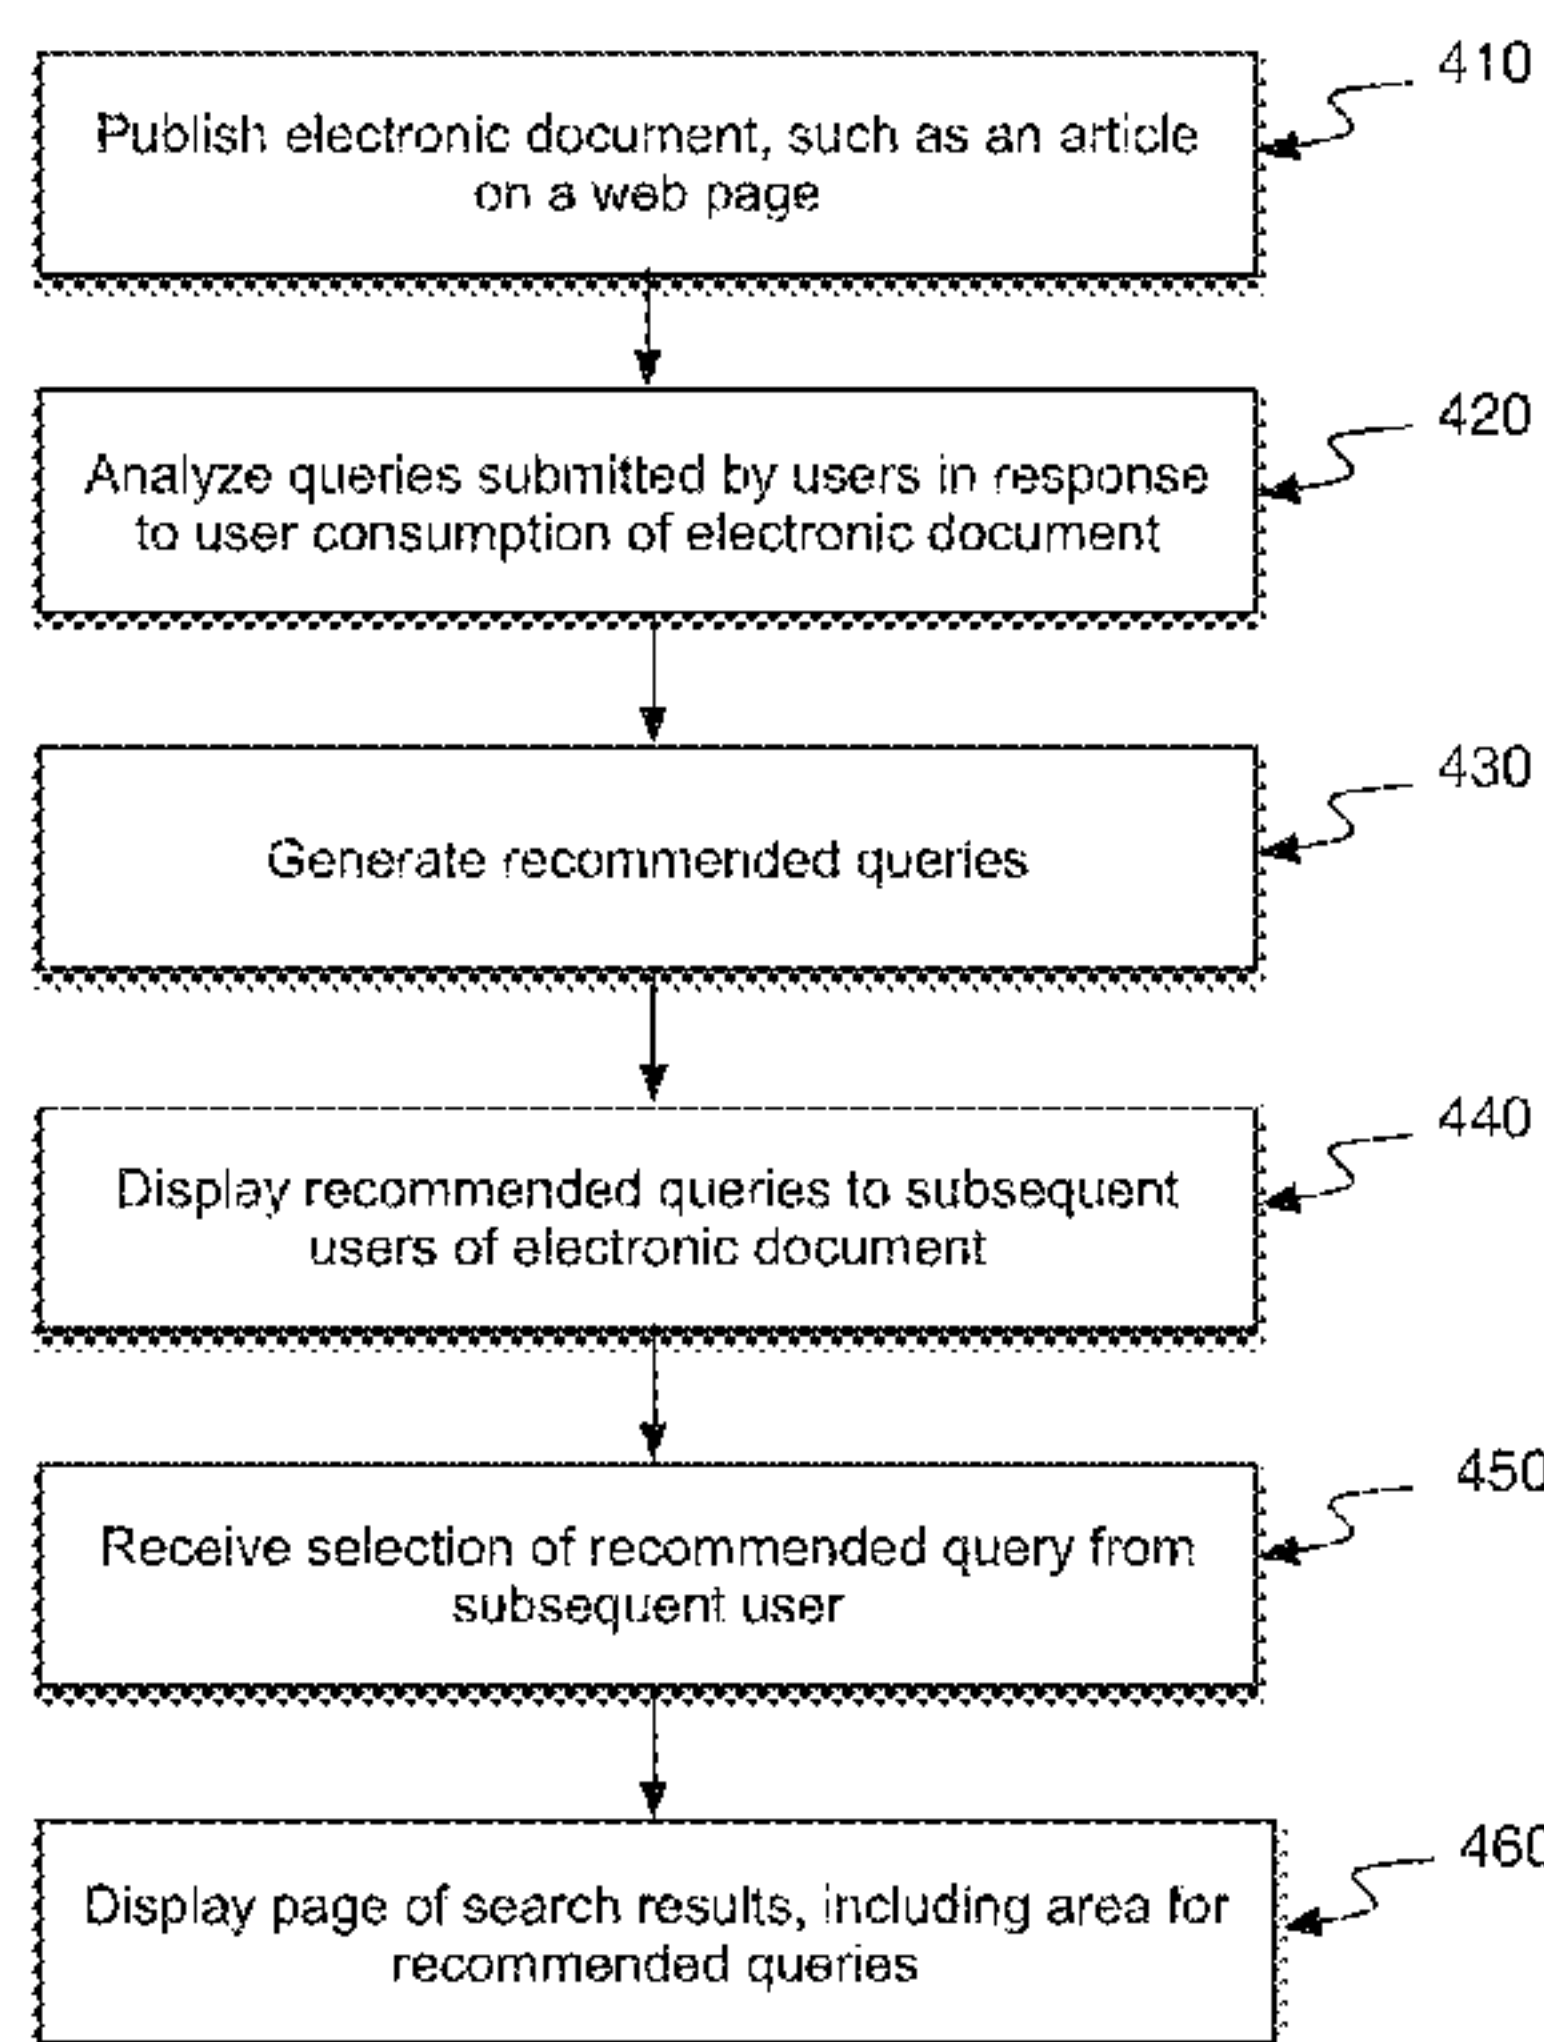 410
Publish electronic document, such as an article
on a web page
420
Analyze queries submitted by users in response
to user consumption of electronic document
430
Generate recommended queries
440
Display recommended queries to subsequent
users of electronic document
450
Receive selection of recommended query from
subsequent user
460
Display page of search results, including area for
recommended queries